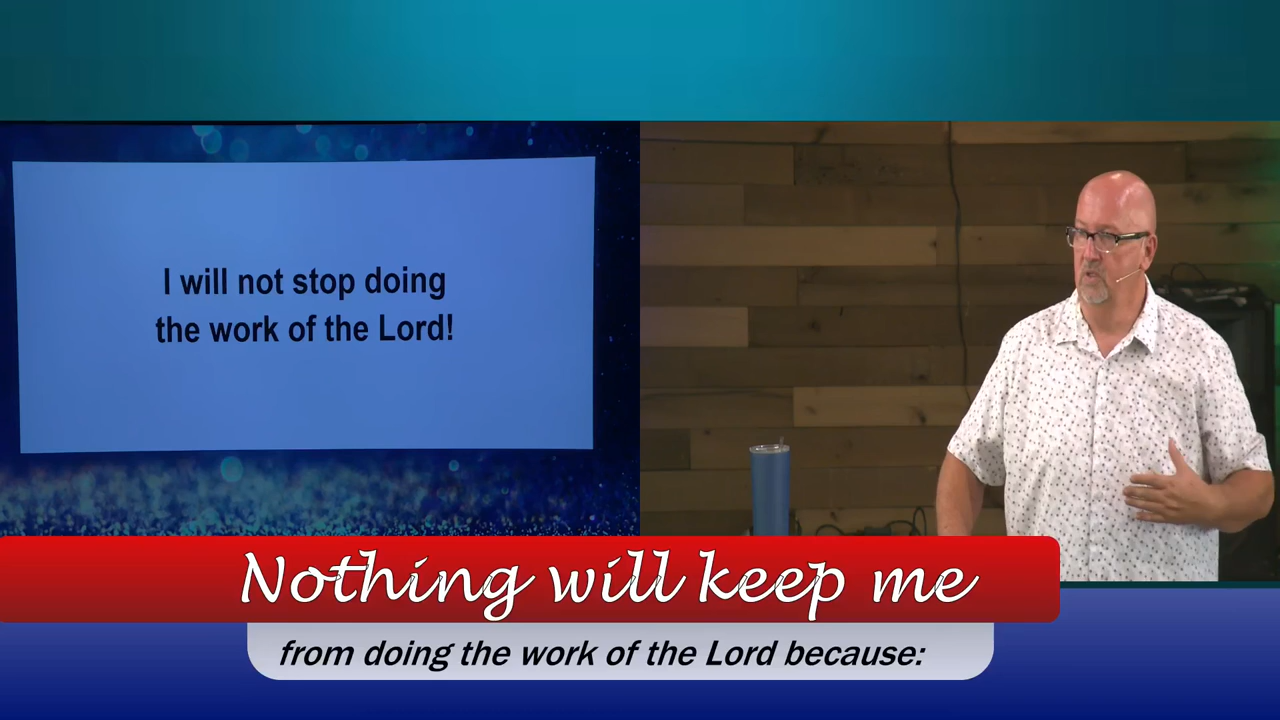 I will not stop doing
the work of the Lord!
Nothing will keep me
from doing the work of the Lord because: